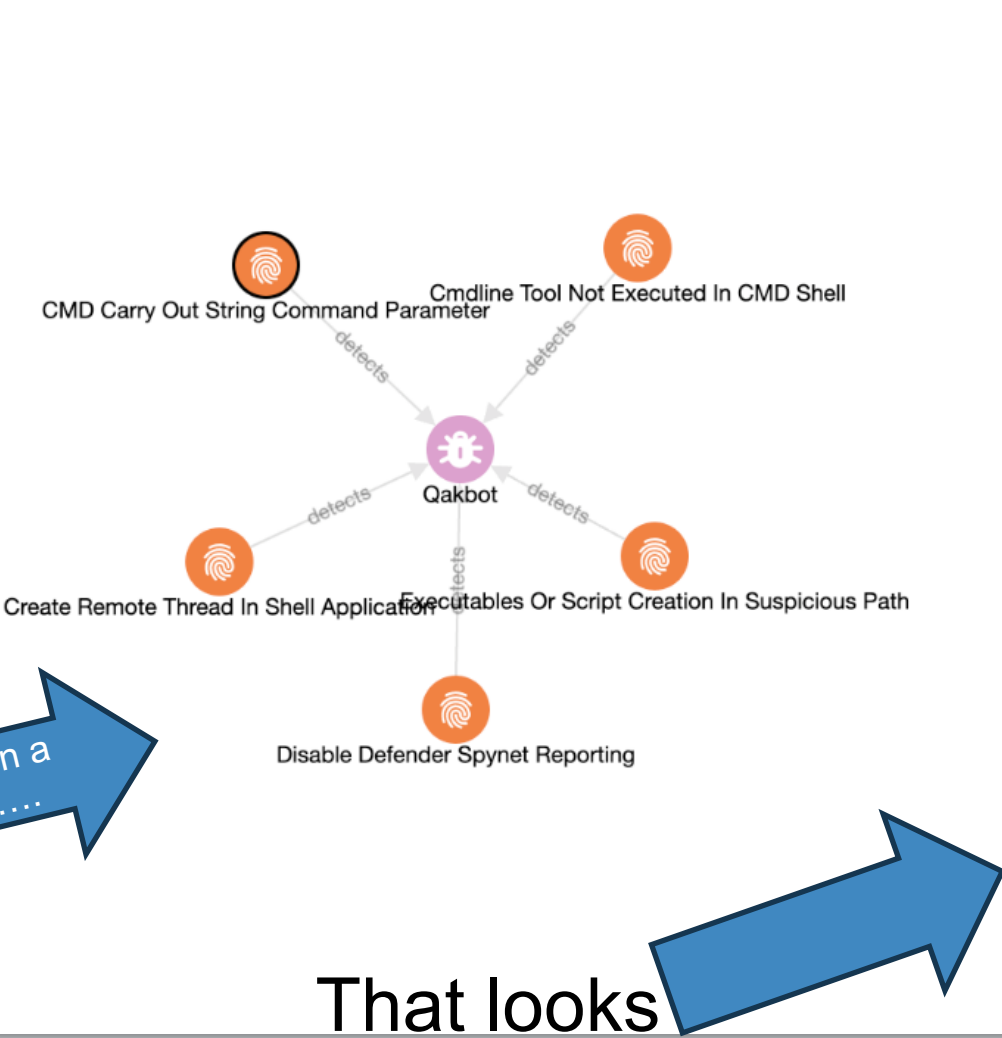 Cmdline Tool Not Executed In CMD Shell
CMD Carry Out String Command Parameter
detects
detects
Qakbot
detects
detects
detects
Create Remote Thread In Shell Application
Executables Or Script Creation In Suspicious Path
Disable Defender Spynet Reporting
n a
....
That looks